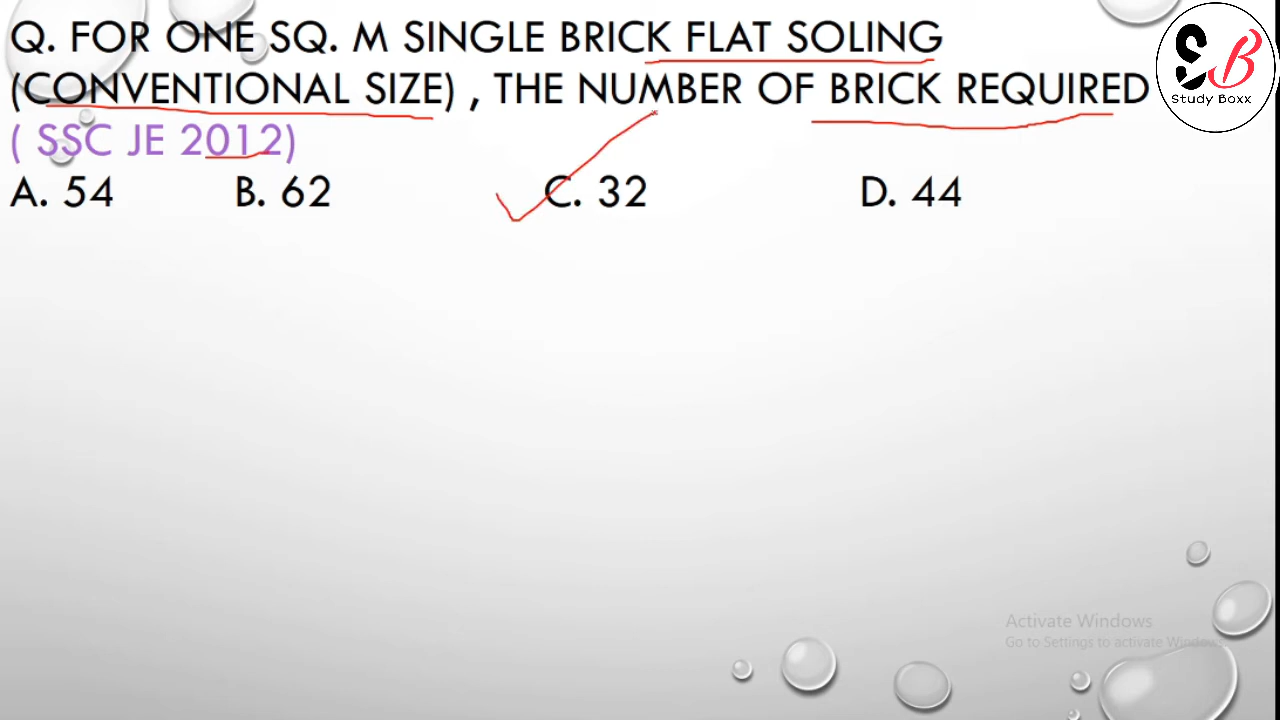 Q. FOR ONE SQ. M SINGLE BRICK FLAT SOLING
(CONVENTIONAL SIZE) , THE NUMBER OF BRICK REQUIRED
( SSC JE 2012)
A. 54 B. 62 C. 32 D. 44
SB
Study Boxx
Activate Windows
Go to Settings to activate Windows.